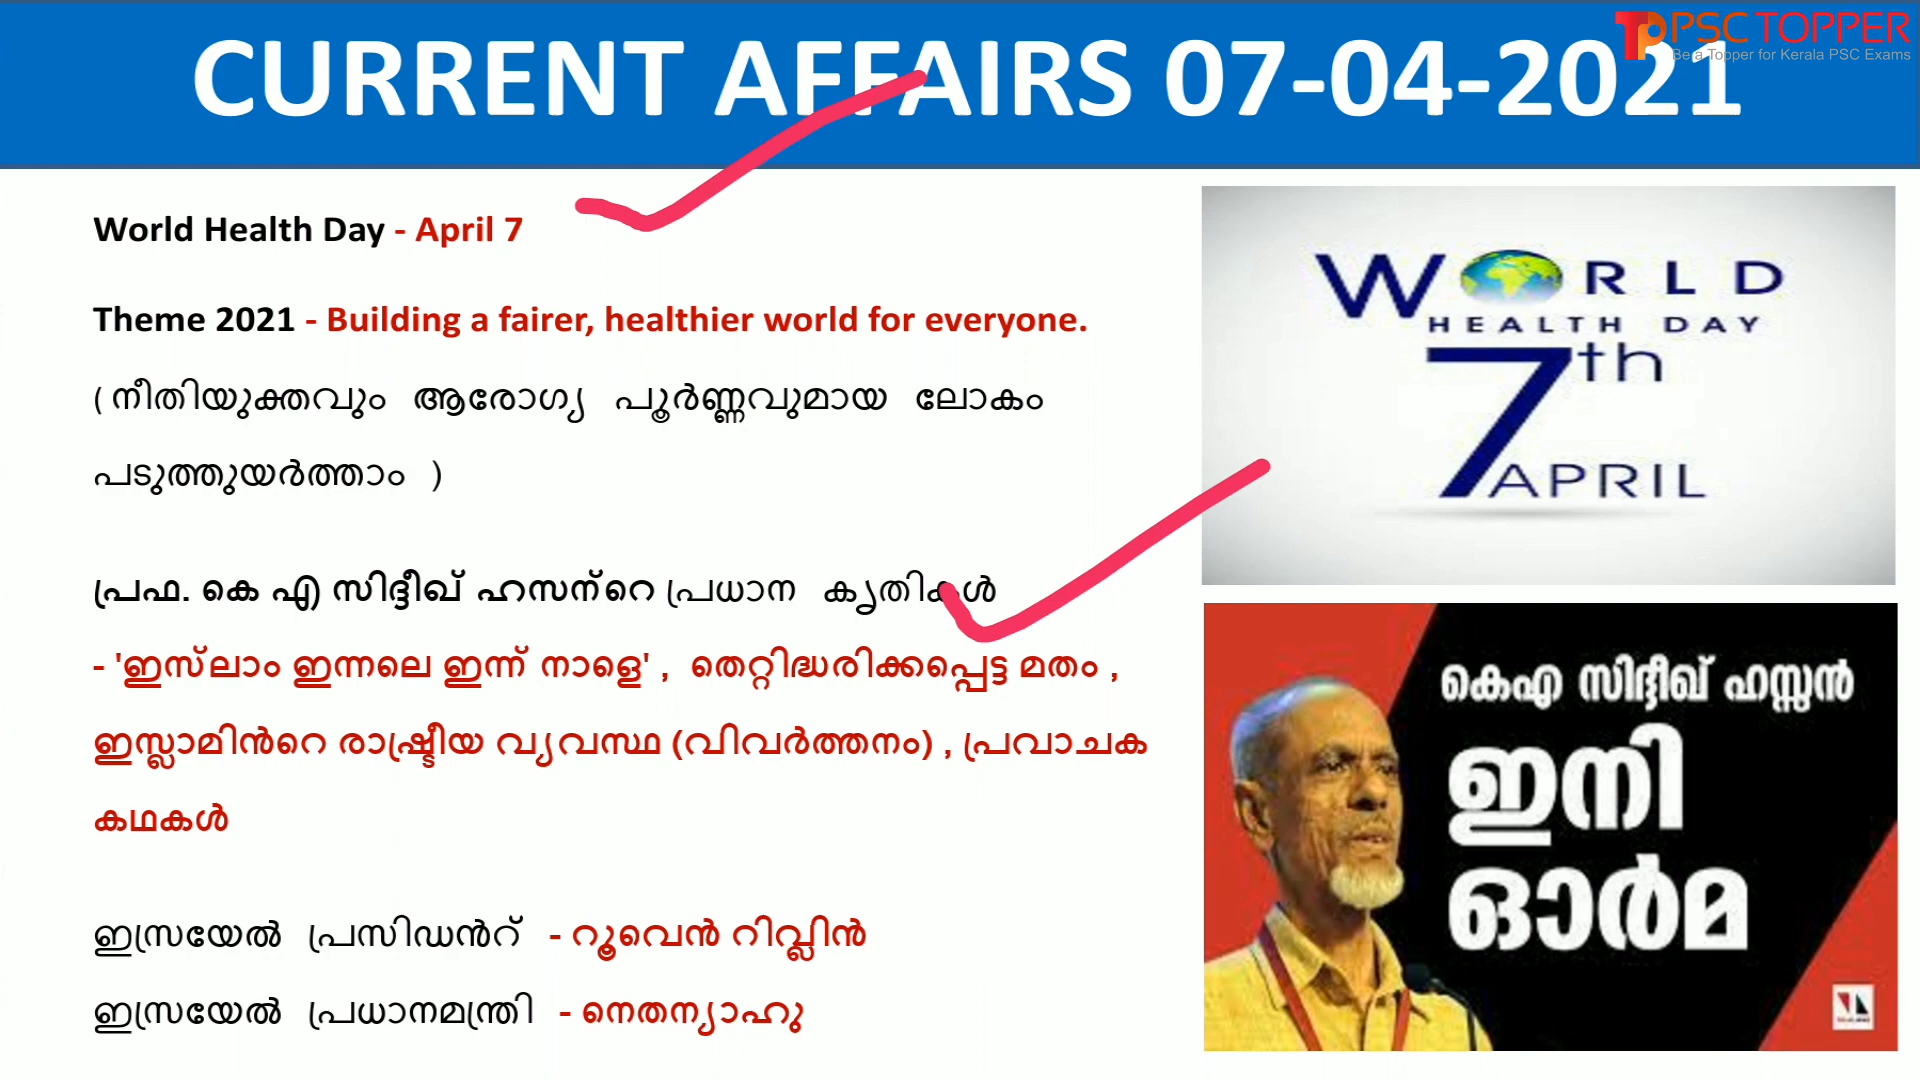 CURRENT AFFAIRS 07-04-2021
PSC TOPPER
Be a Topper for Kerala PSC Exams
World Health Day - April 7
Theme 2021 - Building a fairer, healthier world for everyone.
( നീതിയുക്തവും ആരോഗ്യ പൂർണ്ണവുമായ ലോകം
പടുത്തുയർത്താം )
പ്രഫ. കെ എ സിദ്ദീഖ് ഹസന്റെ പ്രധാന കൃതികൾ
- 'ഇസ്‌ലാം ഇന്നലെ ഇന്ന് നാളെ' , തെറ്റിദ്ധരിക്കപ്പെട്ട മതം ,
ഇസ്ലാമിൻറെ രാഷ്ട്രീയ വ്യവസ്ഥ (വിവർത്തനം) , പ്രവാചക
കഥകൾ
ഇസ്രയേൽ പ്രസിഡൻറ് - റൂവെൻ റിവ്ലിൻ
ഇസ്രയേൽ പ്രധാനമന്ത്രി - നെതന്യാഹു
WORLD
HEALTH DAY
7th
APRIL
കെഎ സിദ്ദീഖ് ഹസ്സൻ
ഇനി
ഓർമ